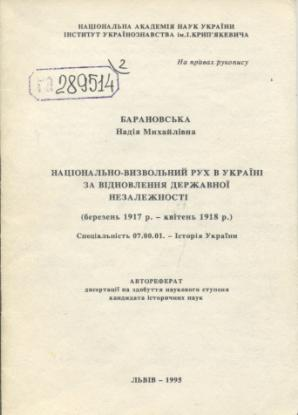 НАЦІОНАЛЬНА АКАДЕМІЯ НАУК УКРАЇНИ
ІНСТИТУТ УКРАЇНОЗНАВСТВА ім.І.КРИП'ЯКЕВИЧА
На правах рукопису
2
га 289514
БАРАНОВСЬКА
Надія Михайлівна
НАЦІОНАЛЬНО-ВИЗВОЛЬНИЙ РУХ В УКРАЇНІ
ЗА ВІДНОВЛЕННЯ ДЕРЖАВНОЇ
НЕЗАЛЕЖНОСТІ
(березень 1917 р. – квітень 1918 р.)
Спеціальність 07.00.01. – Історія України
АВТОРЕФЕРАТ
дисертації на здобуття наукового ступеня
кандидата історичних наук
ЛЬВІВ – 1995